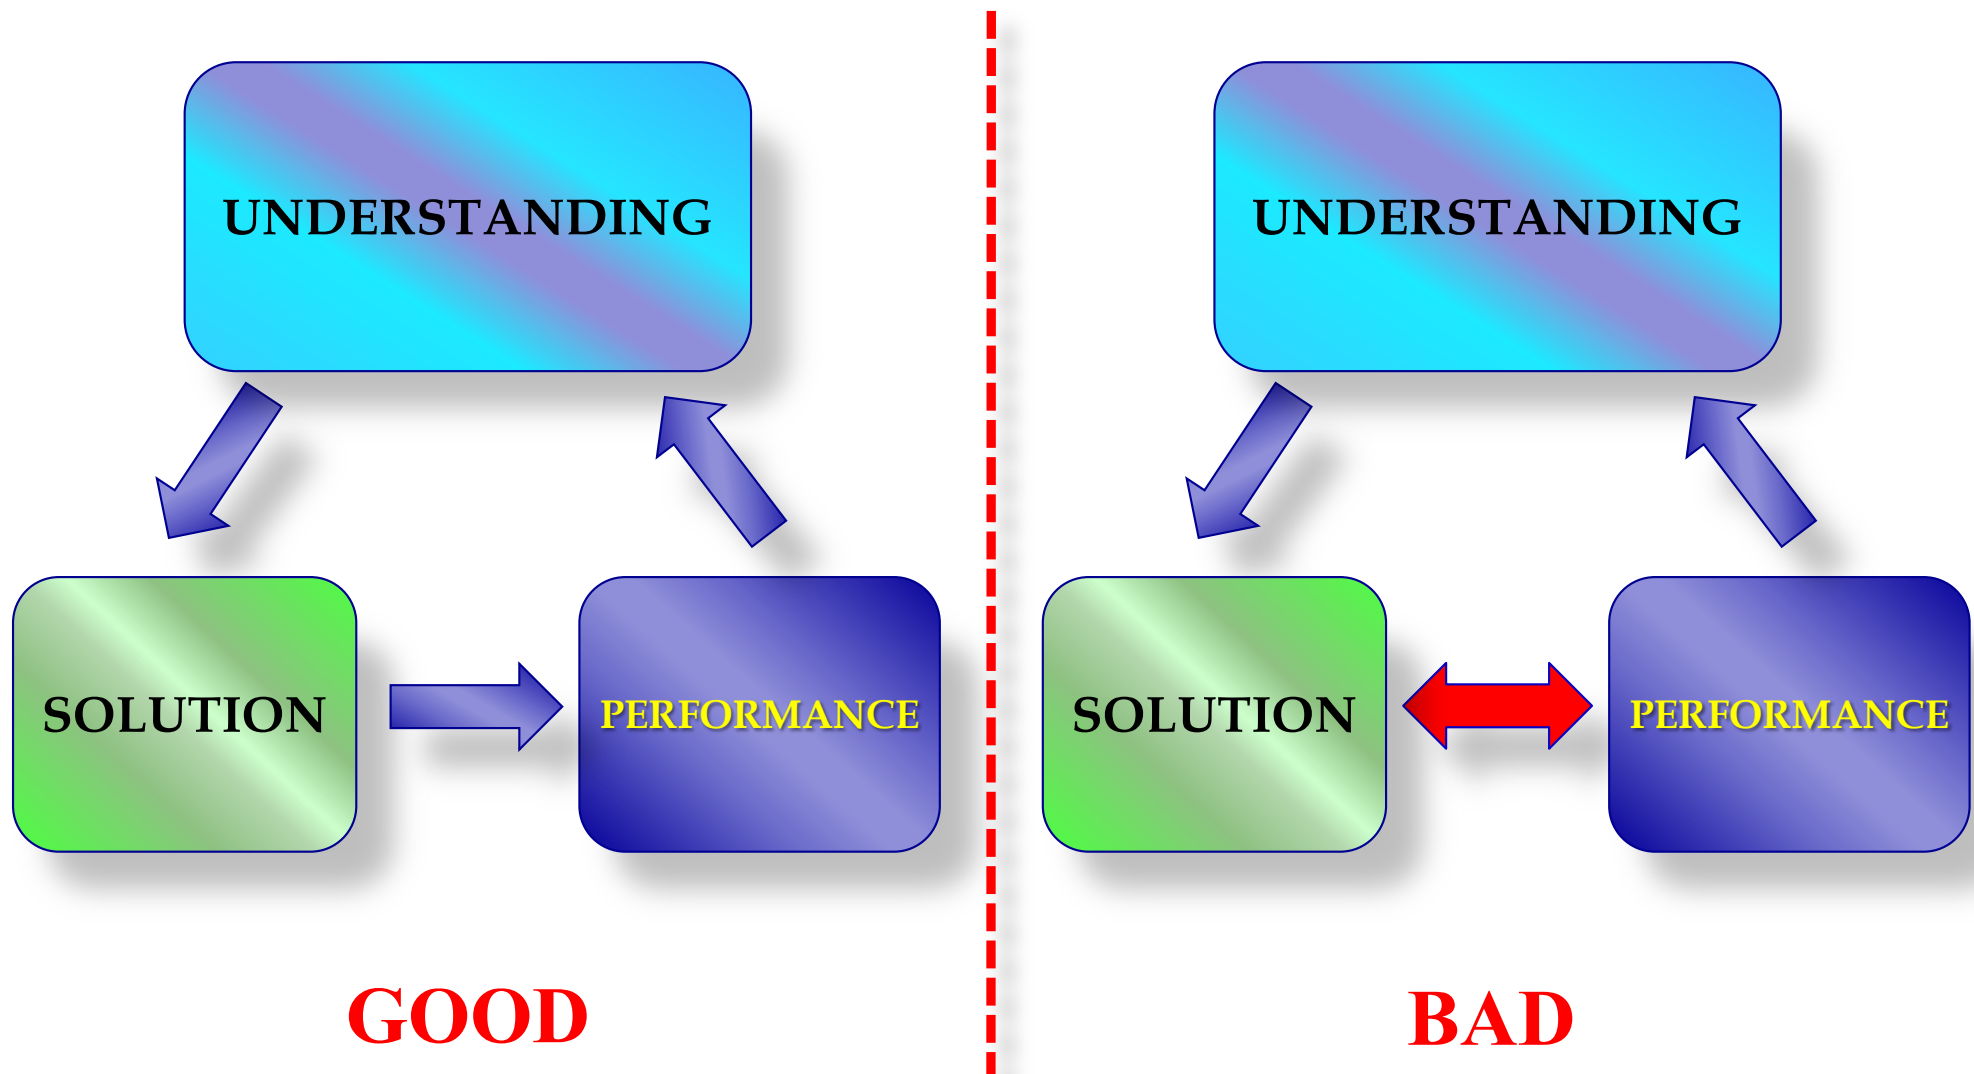 UNDERSTANDING
SOLUTION
PERFORMANCE
GOOD
UNDERSTANDING
SOLUTION
PERFORMANCE
BAD